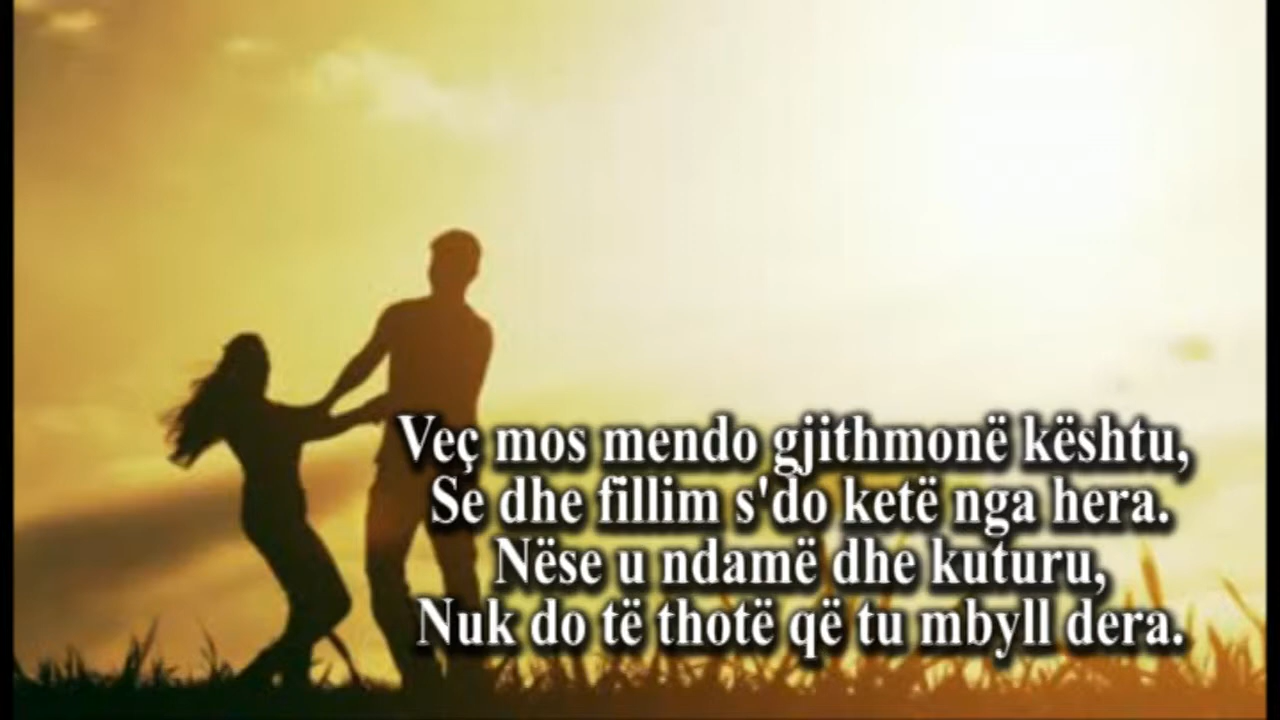 Veç mos mendo gjithmonë kështu,
Se dhe fillim s'do ketë nga hera.
Nëse u ndamë dhe kuturu,
Nuk do të thotë që tu mbyll dera.